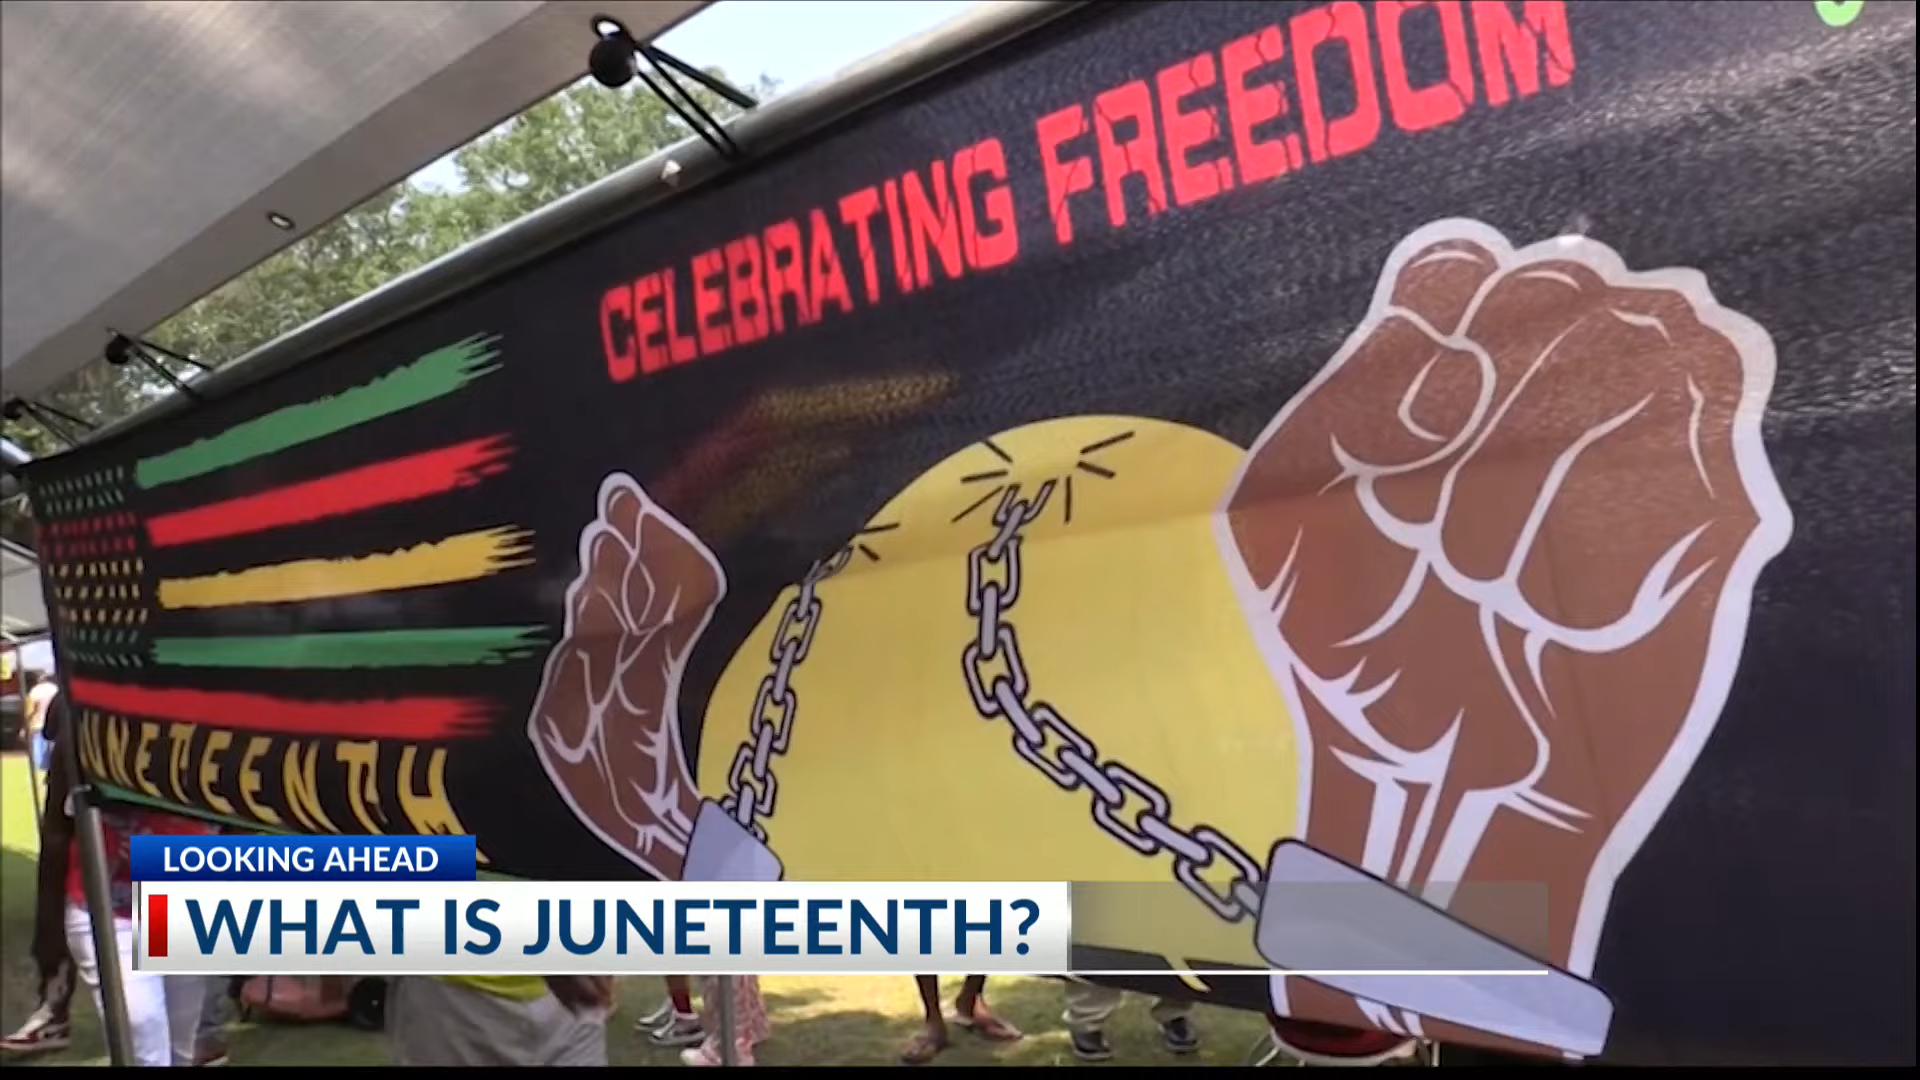 CELEBRATING FREEDOM
JUNETEENTH
LOOKING AHEAD
WHAT IS JUNETEENTH?